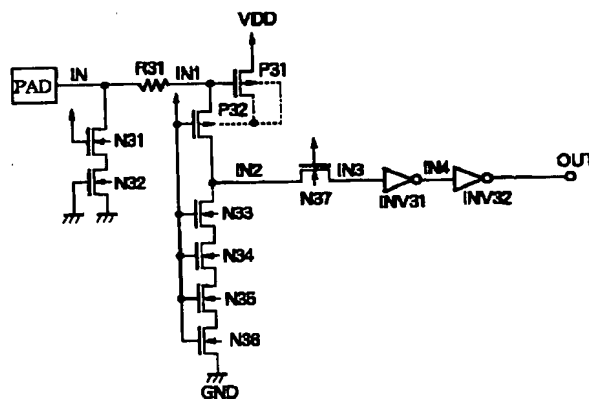 VDD
PAD
IN
R31
IN1
P31
P32
N31
N32
IN2
N37
IN3
INV31
IN4
INV32
OUT
N33
N34
N35
N36
GND